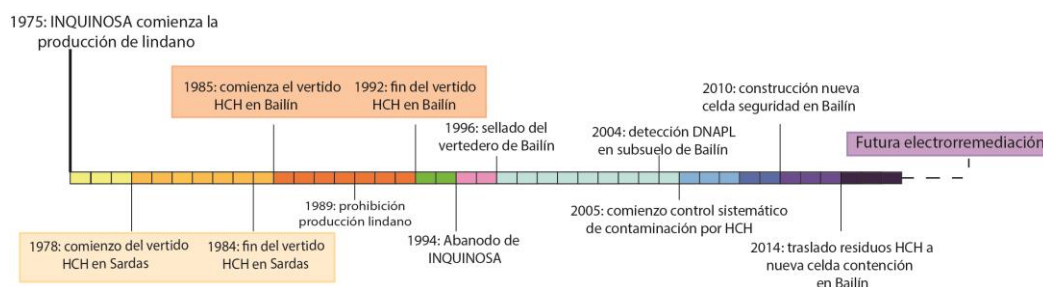 1975: INQUINOSA comienza la
producción de lindano
1985: comienza el vertido
HCH en Bailín
1992: fin del vertido
HCH en Bailín
1996: sellado del
vertedero de Bailín
2004: detección DNAPL
en subsuelo de Bailín
2010: construcción nueva
celda seguridad en Bailín
Futura electrorremediación
1978: comienzo del vertido
HCH en Sardas
1984: fin del vertido
HCH en Sardas
1989: prohibición
producción lindano
1994: Abanodo de
INQUINOSA
2005: comienzo control sistemático
de contaminación por HCH
2014: traslado residuos HCH a
nueva celda contención
en Bailín